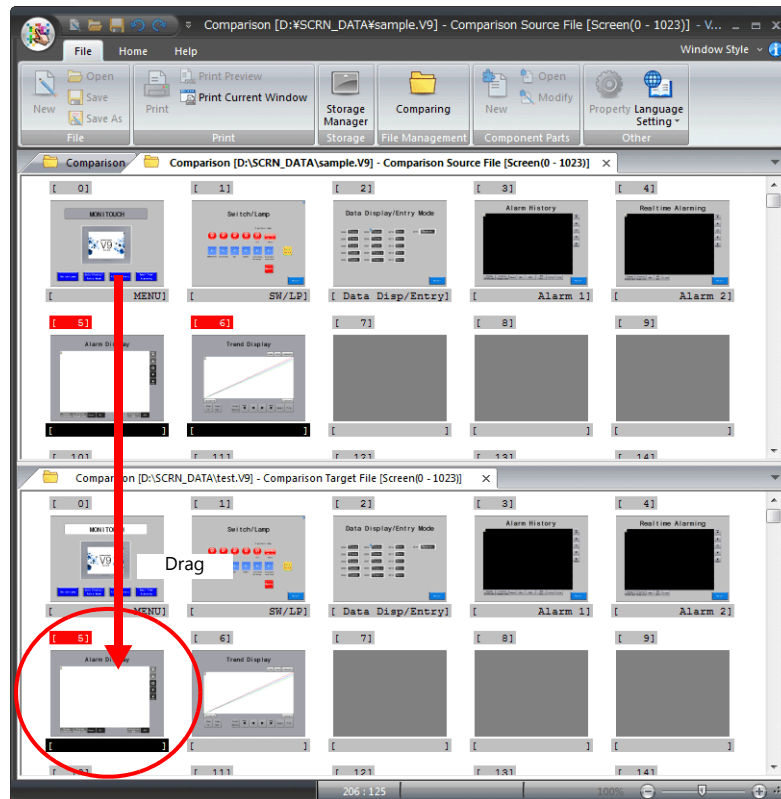 Comparison [D:¥SCRN_DATA¥sample.V9] - Comparison Source File [Screen(0 - 1023)] - V...
File Home Help Window Style
New Open Save Save As Print Print Preview Print Current Window Storage Manager Comparing New Open Modify Property Language Setting
File Print Storage File Management Component Parts Other
Comparison Comparison [D:\SCRN_DATA\sample.V9] - Comparison Source File [Screen(0 - 1023)] ×
[ 0] [ 1] [ 2] [ 3] [ 4]
MONITOUCH Switch/Lamp Data Display/Entry Mode Alarm History Realtime Alarming
V9
[ MENU] [ SW/LP] [ Data Disp/Entry] [ Alarm 1] [ Alarm 2]
[ 5] [ 6] [ 7] [ 8] [ 9]
Trend Display
[ ] [ ] [ ] [ ] [ ]
[ 10] [ 11] [ 12] [ 13] [ 14]
[D:\SCRN_DATA\test.V9] - Comparison Target File [Screen(0 - 1023)] ×
[ 0] [ 1] [ 2] [ 3] [ 4]
Switch/Lamp Data Display/Entry Mode Alarm History Realtime Alarming
V9
Drag
[ MENU] [ SW/LP] [ Data Disp/Entry] [ Alarm 1] [ Alarm 2]
[ 5] [ 6] [ 7] [ 8] [ 9]
Trend Display
[ ] [ ] [ ] [ ] [ ]
[ 11] [ 12] [ 13] [ 14]
206 : 125 100%